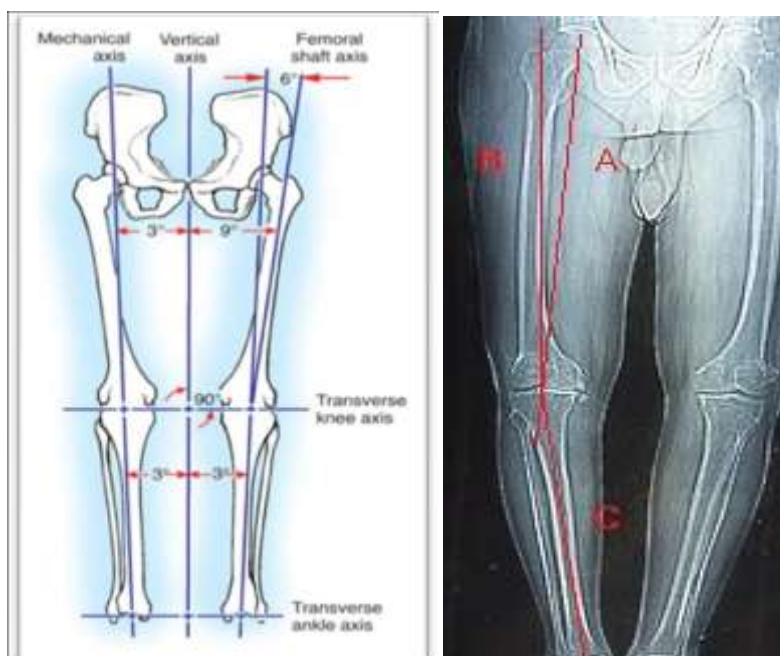 Mechanical
axis
Vertical
axis
Femoral
shaft axis
6°
3°
9°
90°
Transverse
knee axis
3°
3°
Transverse
ankle axis
A
C